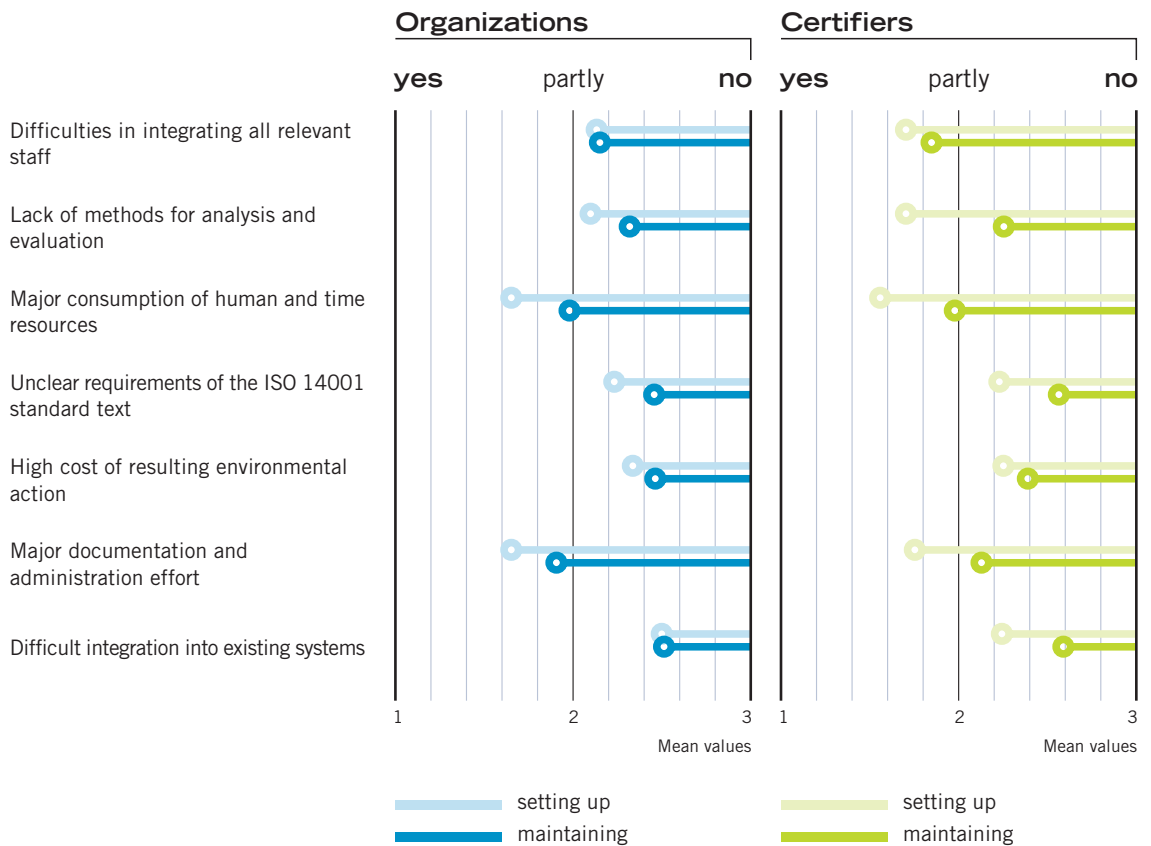 Organizations
Certifiers
yes partly no
yes partly no
Difficulties in integrating all relevant
staff
Lack of methods for analysis and
evaluation
Major consumption of human and time
resources
Unclear requirements of the ISO 14001
standard text
High cost of resulting environmental
action
Major documentation and
administration effort
Difficult integration into existing systems
1 2 3
1 2 3
Mean values
Mean values
setting up
maintaining
setting up
maintaining